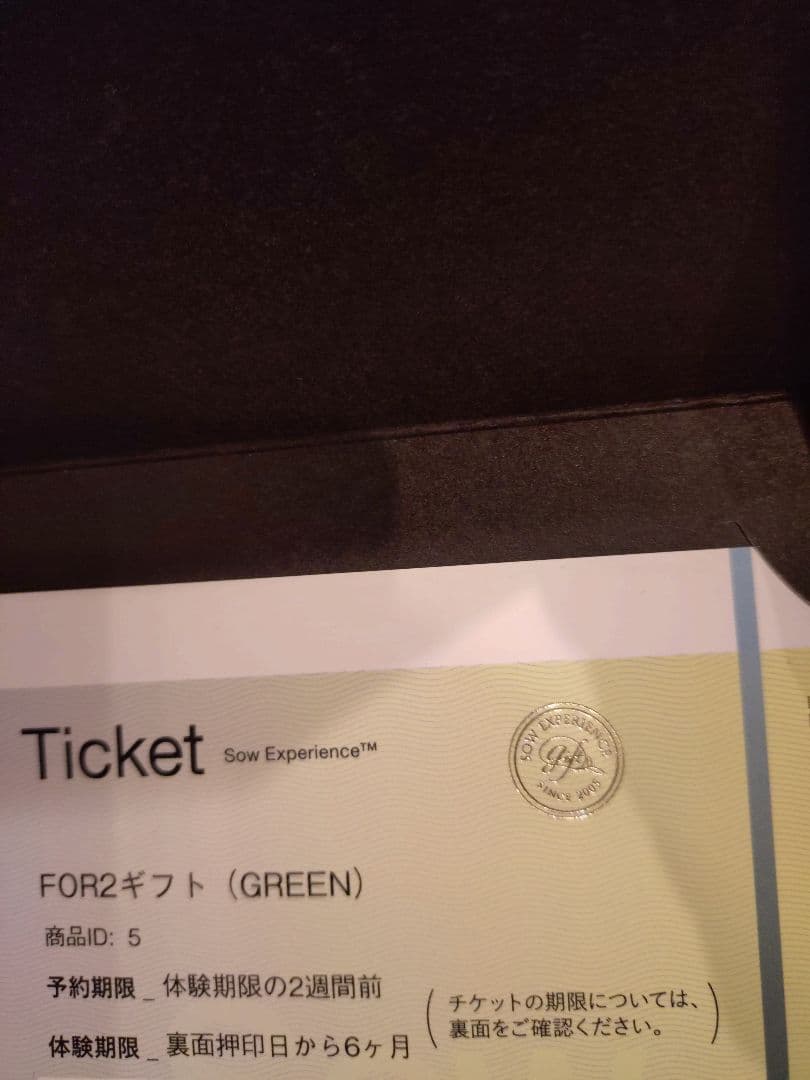 Ticket Sow Experience™
SOW EXPERIENCE
gift
SINCE 2005
FOR2ギフト（GREEN）
商品ID: 5
予約期限 _ 体験期限の2週間前
体験期限 _ 裏面押印日から6ヶ月
（チケットの期限については、
裏面をご確認ください。）